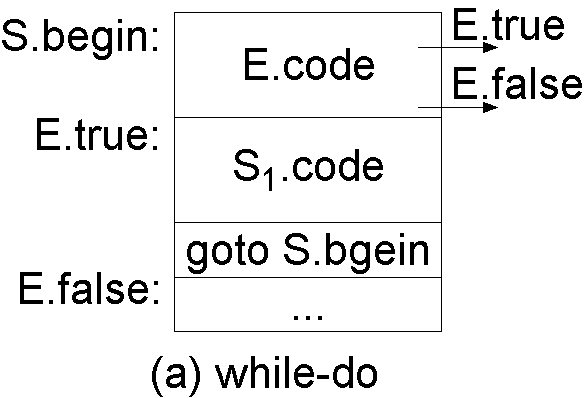 S.begin:
E.code
E.true
E.false
E.true:
S₁.code
goto S.bgein
E.false:
...
(a) while-do